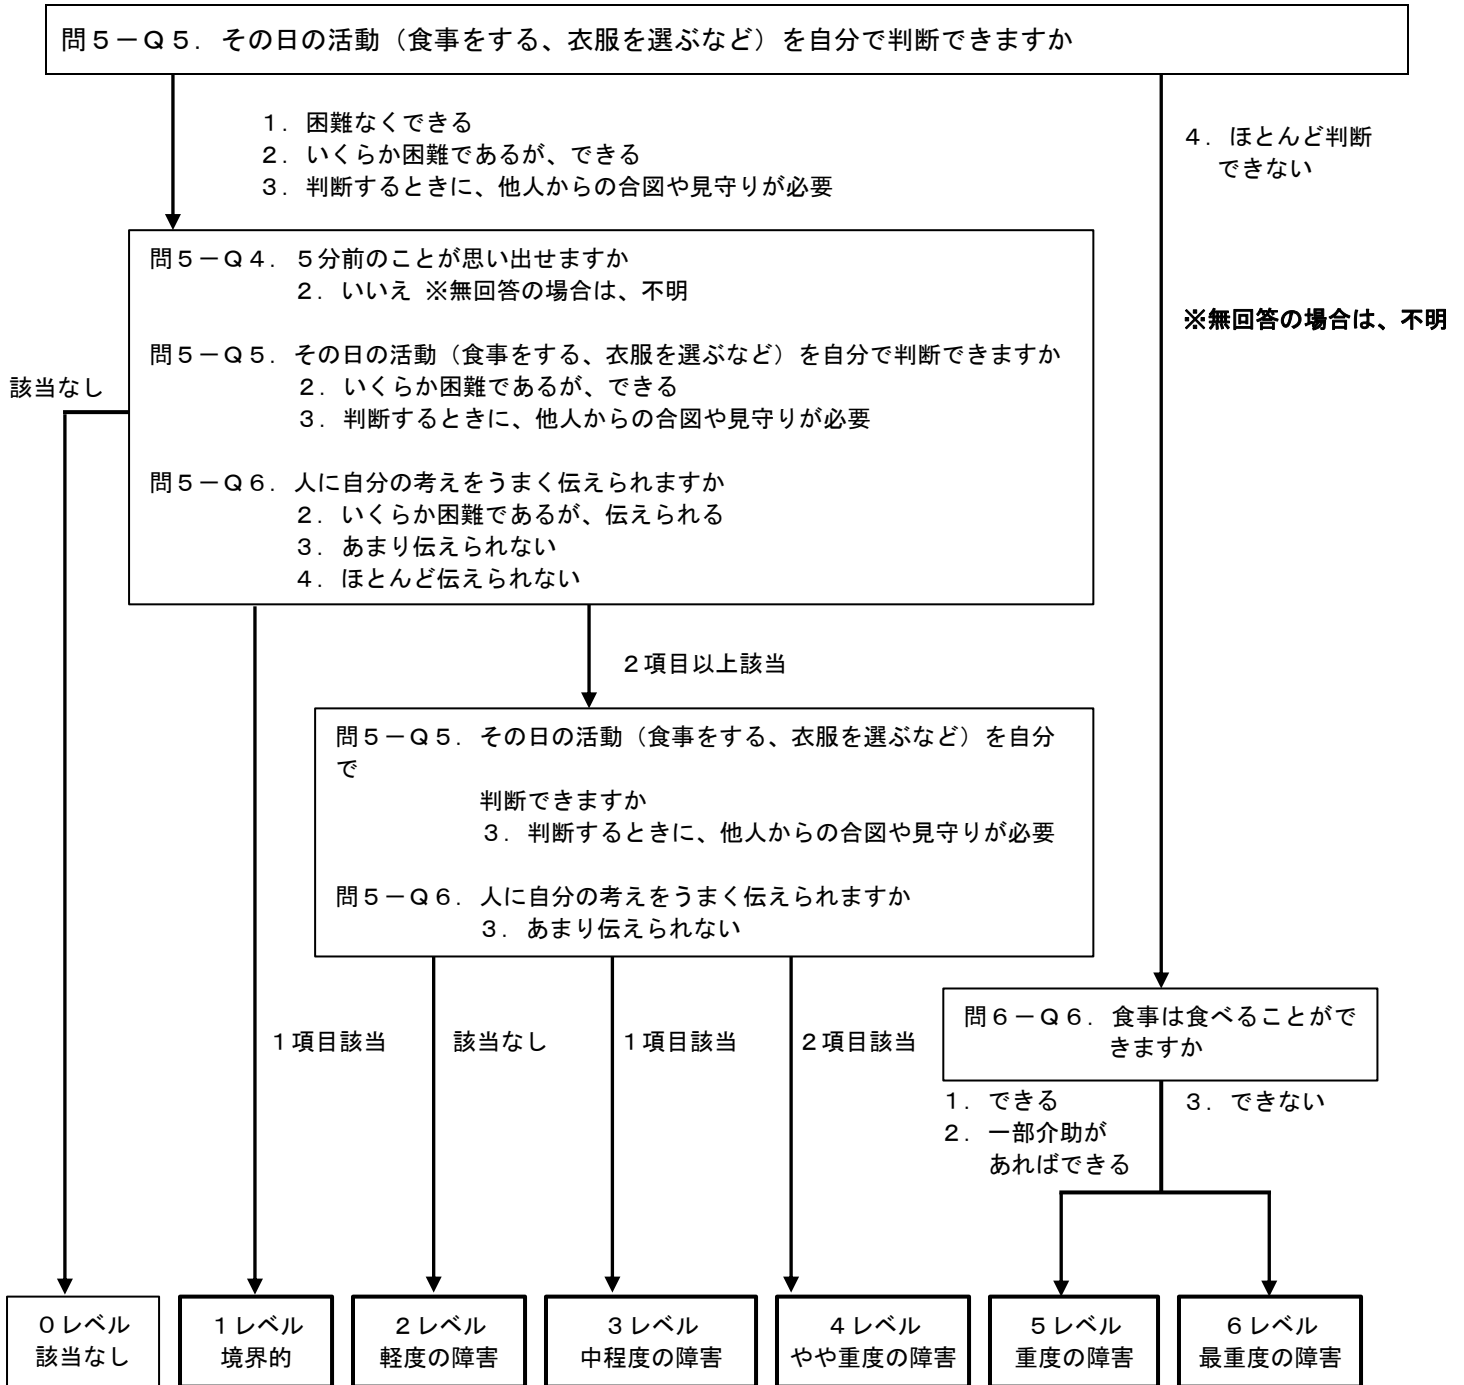 問５－Ｑ５．その日の活動（食事をする、衣服を選ぶなど）を自分で判断できますか
１．困難なくできる
２．いくらか困難であるが、できる
３．判断するときに、他人からの合図や見守りが必要
４．ほとんど判断
できない
問５－Ｑ４．５分前のことが思い出せますか
２．いいえ ※無回答の場合は、不明
※無回答の場合は、不明
問５－Ｑ５．その日の活動（食事をする、衣服を選ぶなど）を自分で判断できますか
２．いくらか困難であるが、できる
３．判断するときに、他人からの合図や見守りが必要
該当なし
問５－Ｑ６．人に自分の考えをうまく伝えられますか
２．いくらか困難であるが、伝えられる
３．あまり伝えられない
４．ほとんど伝えられない
２項目以上該当
問５－Ｑ５．その日の活動（食事をする、衣服を選ぶなど）を自分
で
判断できますか
３．判断するときに、他人からの合図や見守りが必要
問５－Ｑ６．人に自分の考えをうまく伝えられますか
３．あまり伝えられない
１項目該当
該当なし
１項目該当
２項目該当
問６－Ｑ６．食事は食べることがで
きますか
１．できる
２．一部介助が
あればできる
３．できない
０レベル
該当なし
１レベル
境界的
２レベル
軽度の障害
３レベル
中程度の障害
４レベル
やや重度の障害
５レベル
重度の障害
６レベル
最重度の障害